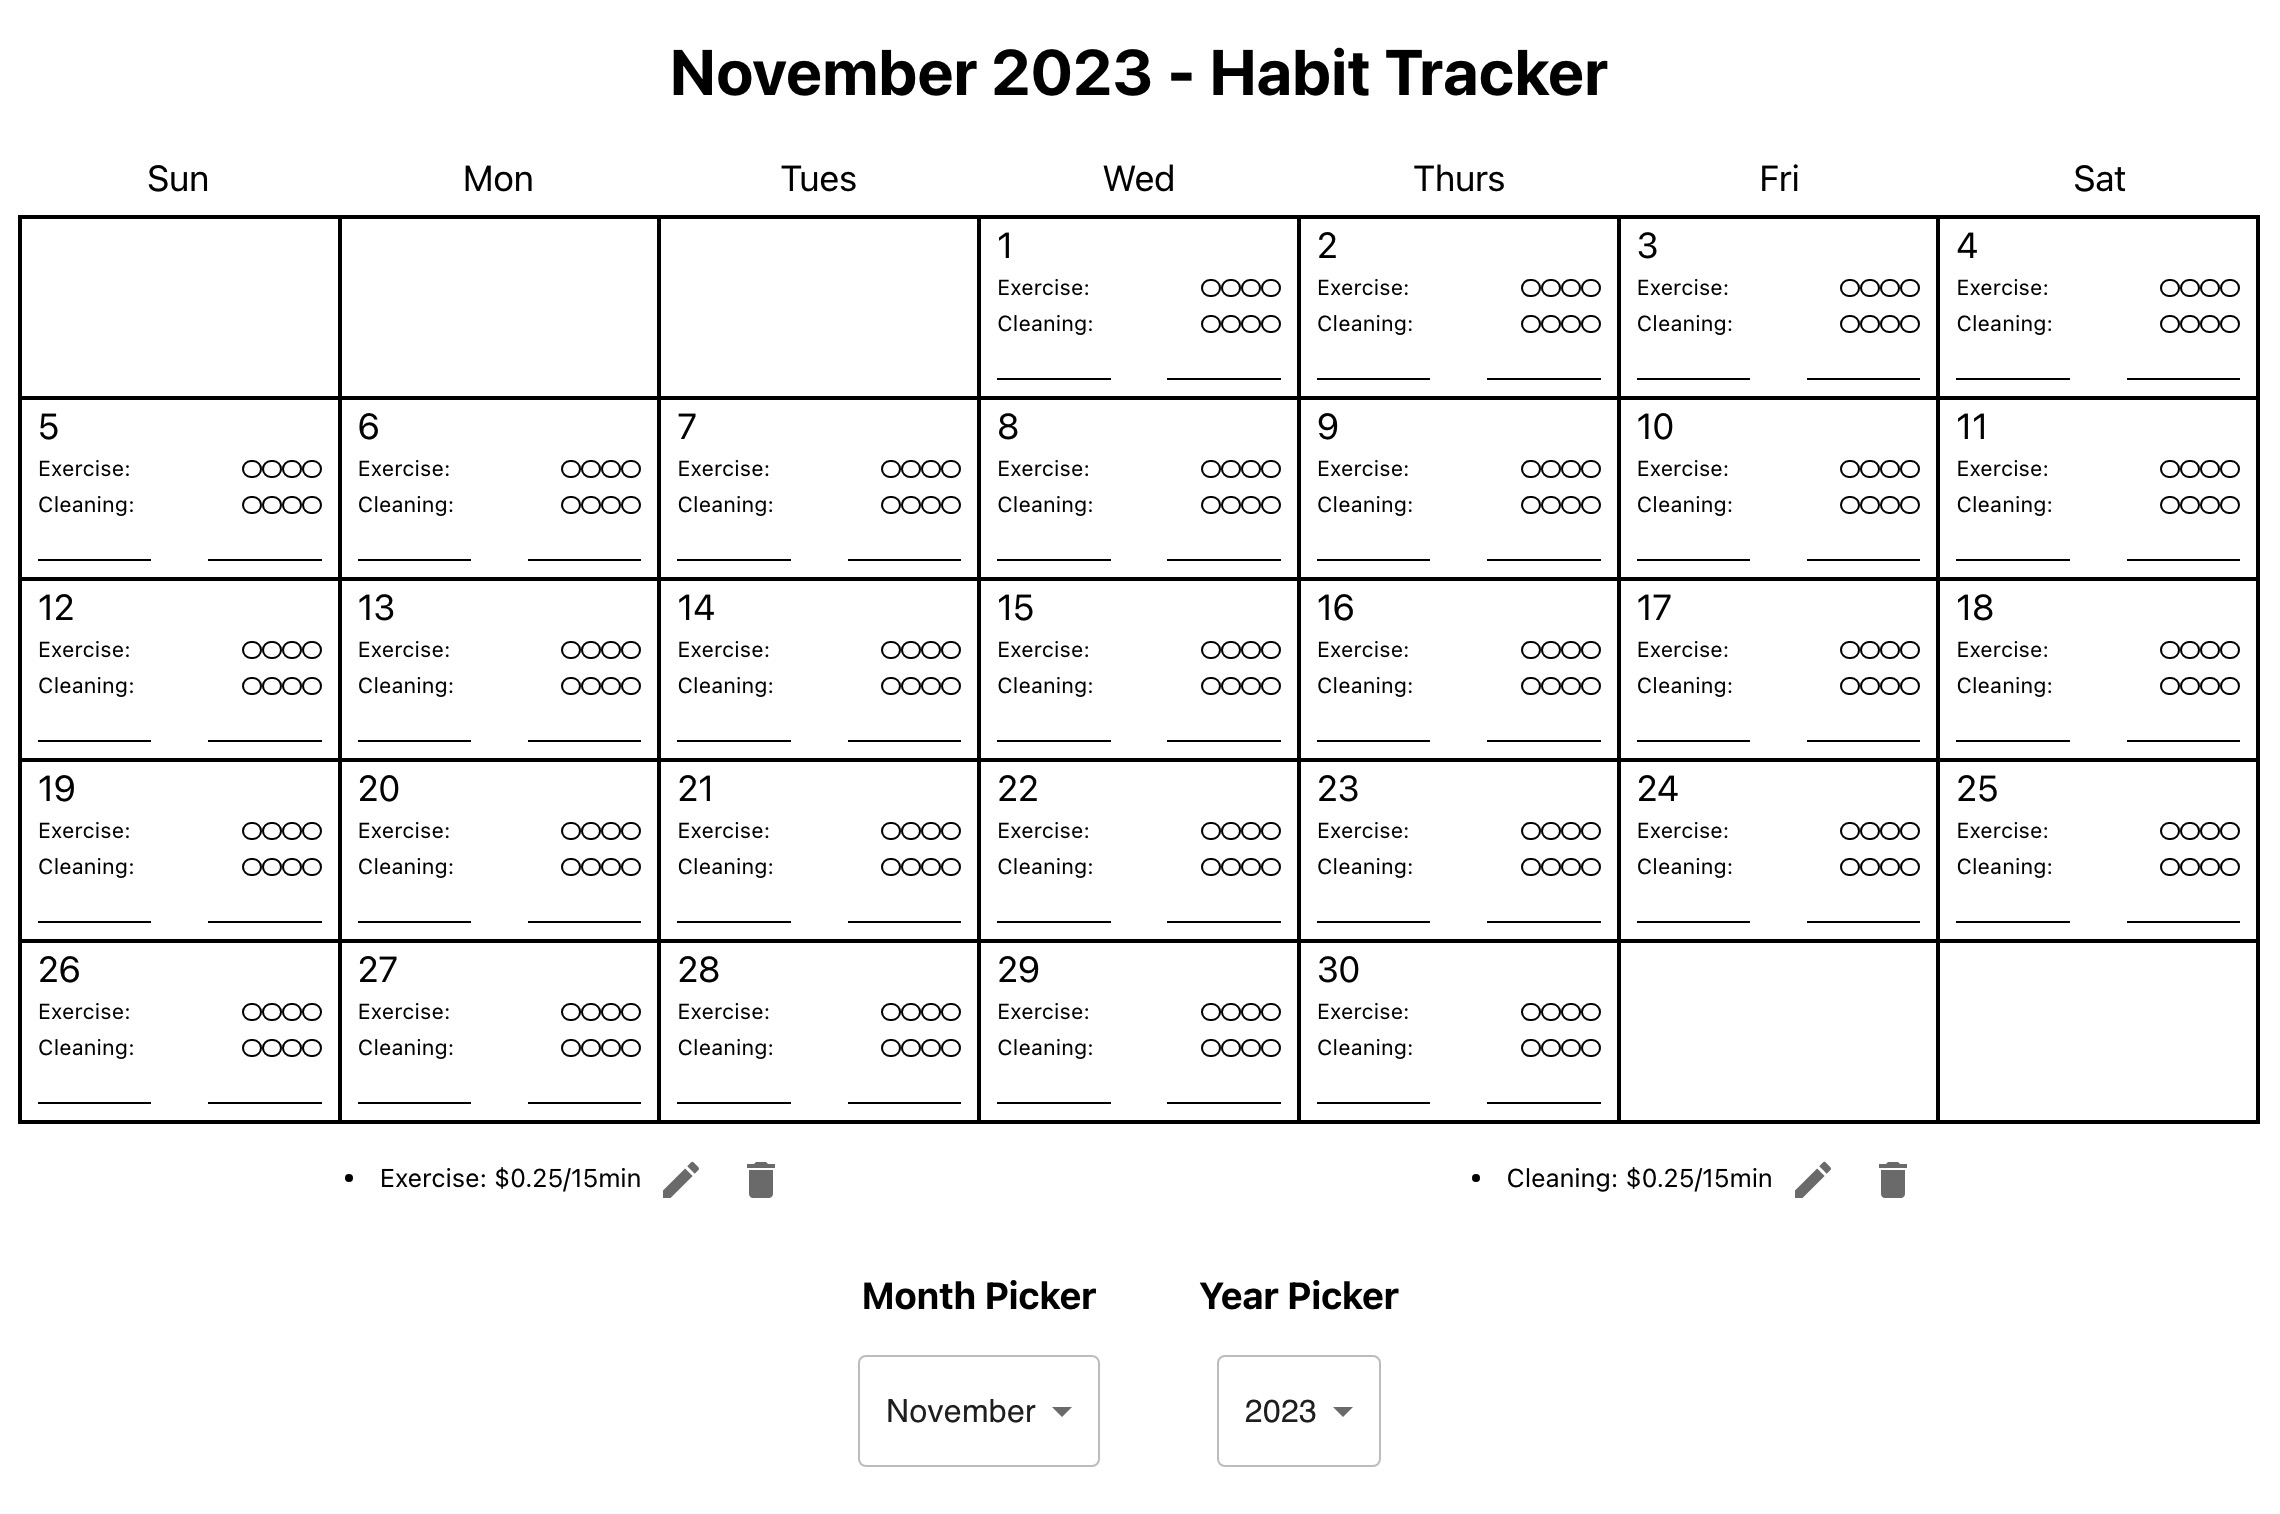 November 2023 - Habit Tracker
Sun Mon Tues Wed Thurs Fri Sat
1 2 3 4
Exercise: Exercise: Exercise: Exercise:
Cleaning: Cleaning: Cleaning: Cleaning:
5 6 7 8 9 10 11
Exercise: Exercise: Exercise: Exercise: Exercise: Exercise: Exercise:
Cleaning: Cleaning: Cleaning: Cleaning: Cleaning: Cleaning: Cleaning:
12 13 14 15 16 17 18
Exercise: Exercise: Exercise: Exercise: Exercise: Exercise: Exercise:
Cleaning: Cleaning: Cleaning: Cleaning: Cleaning: Cleaning: Cleaning:
19 20 21 22 23 24 25
Exercise: Exercise: Exercise: Exercise: Exercise: Exercise: Exercise:
Cleaning: Cleaning: Cleaning: Cleaning: Cleaning: Cleaning: Cleaning:
26 27 28 29 30
Exercise: Exercise: Exercise: Exercise: Exercise:
Cleaning: Cleaning: Cleaning: Cleaning: Cleaning:
• Exercise: $0.25/15min • Cleaning: $0.25/15min
Month Picker Year Picker
November 2023